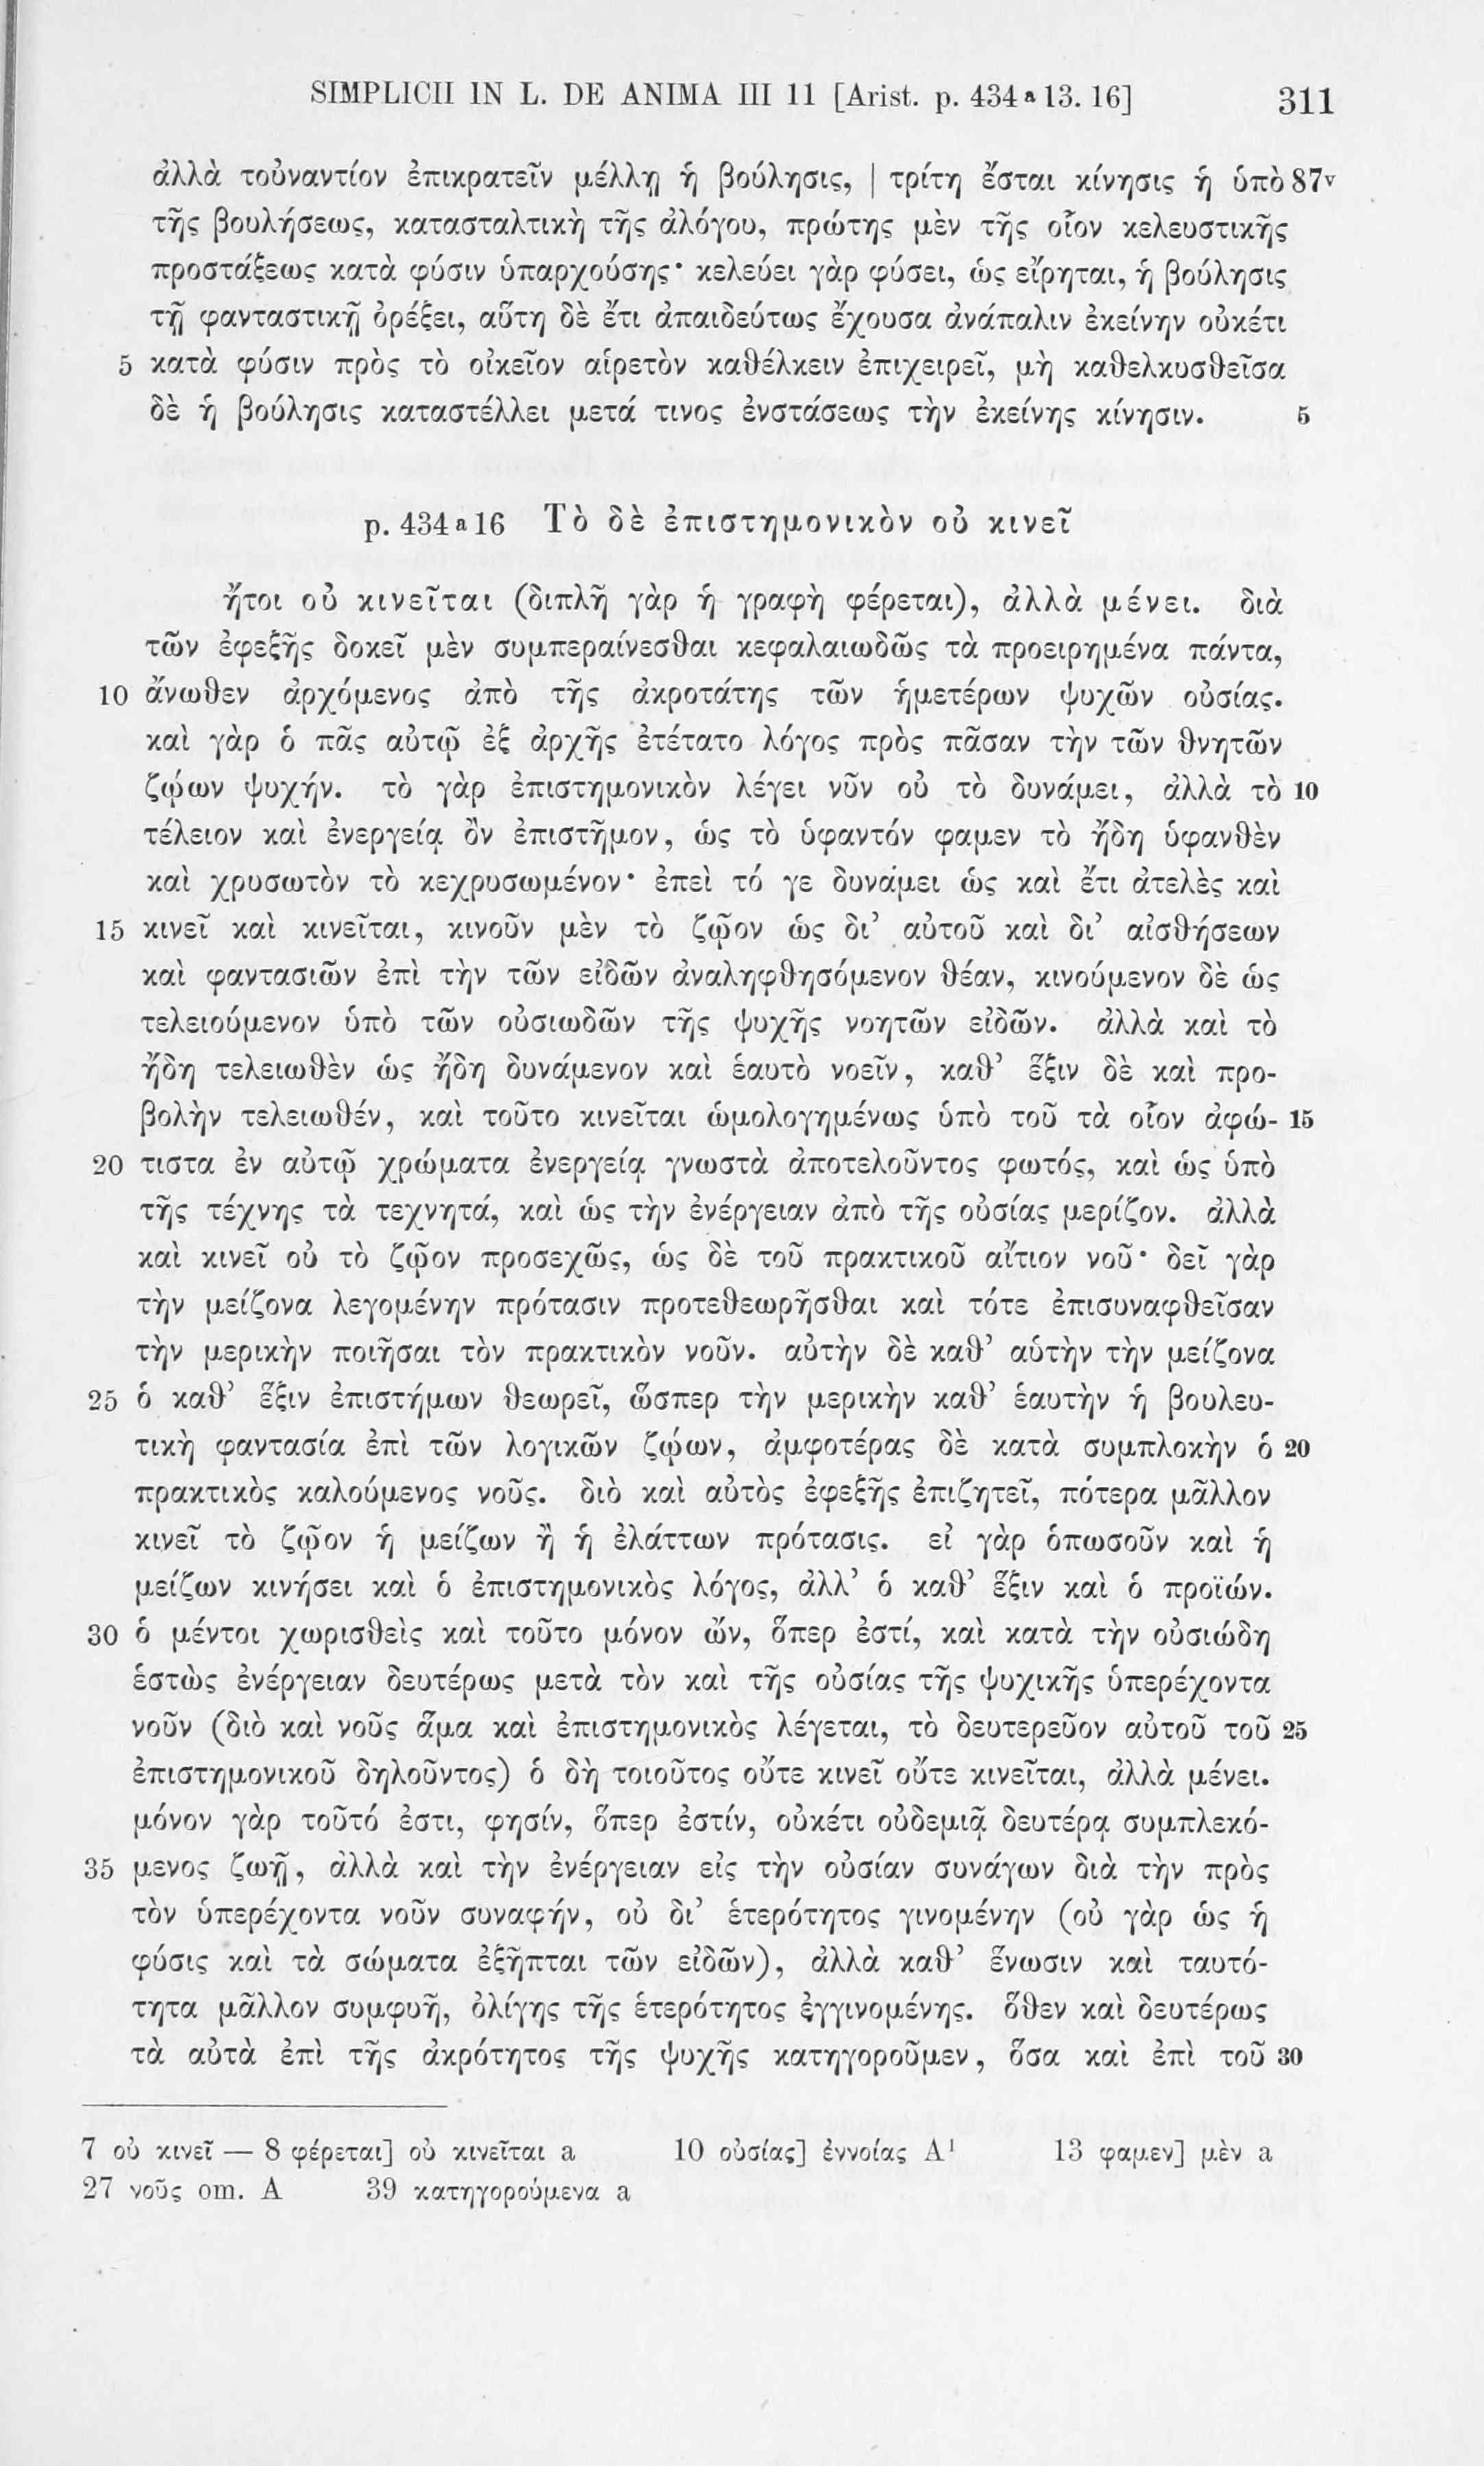 SIMPLICII IN L. DE ANIMA III 11 [Arist. p. 434ᵃ13. 16] 311
ἀλλὰ τοὐναντίον ἐπικρατεῖν μέλλῃ ἡ βούλησις, | τρίτη ἔσται κίνησις ἡ ὑπὸ 87ᵛ
τῆς βουλήσεως, κατασταλτικὴ τῆς ἀλόγου, πρώτης μὲν τῆς οἷον κελευστικῆς
προστάξεως κατὰ φύσιν ὑπαρχούσης· κελεύει γὰρ φύσει, ὡς εἴρηται, ἡ βούλησις
τῇ φανταστικῇ ὀρέξει, αὕτη δὲ ἔτι ἀπαιδεύτως ἔχουσα ἀνάπαλιν ἐκείνην οὐκέτι
5 κατὰ φύσιν πρὸς τὸ οἰκεῖον αἱρετὸν καθέλκειν ἐπιχειρεῖ, μὴ καθελκυσθεῖσα
δὲ ἡ βούλησις καταστέλλει μετά τινος ἐνστάσεως τὴν ἐκείνης κίνησιν. 5
p. 434ᵃ16 Τὸ δὲ ἐπιστημονικὸν οὐ κινεῖ
ἤτοι οὐ κινεῖται (διπλῆ γὰρ ἡ γραφὴ φέρεται), ἀλλὰ μένει. διὰ
τῶν ἐφεξῆς δοκεῖ μὲν συμπεραίνεσθαι κεφαλαιωδῶς τὰ προειρημένα πάντα,
10 ἄνωθεν ἀρχόμενος ἀπὸ τῆς ἀκροτάτης τῶν ἡμετέρων ψυχῶν οὐσίας.
καὶ γὰρ ὁ πᾶς αὐτῷ ἐξ ἀρχῆς ἐτέτατο λόγος πρὸς πᾶσαν τὴν τῶν θνητῶν
ζῴων ψυχήν. τὸ γὰρ ἐπιστημονικὸν λέγει νῦν οὐ τὸ δυνάμει, ἀλλὰ τὸ 10
τέλειον καὶ ἐνεργείᾳ ὂν ἐπιστῆμον, ὡς τὸ ὑφαντόν φαμεν τὸ ἤδη ὑφανθὲν
καὶ χρυσωτὸν τὸ κεχρυσωμένον· ἐπεὶ τό γε δυνάμει ὡς καὶ ἔτι ἀτελὲς καὶ
15 κινεῖ καὶ κινεῖται, κινοῦν μὲν τὸ ζῷον ὡς δι’ αὐτοῦ καὶ δι’ αἰσθήσεων
καὶ φαντασιῶν ἐπὶ τὴν τῶν εἰδῶν ἀναληφθησόμενον θέαν, κινούμενον δὲ ὡς
τελειούμενον ὑπὸ τῶν οὐσιωδῶν τῆς ψυχῆς νοητῶν εἰδῶν. ἀλλὰ καὶ τὸ
ἤδη τελειωθὲν ὡς ἤδη δυνάμενον καὶ ἑαυτὸ νοεῖν, καθ’ ἕξιν δὲ καὶ προ-
βολὴν τελειωθέν, καὶ τοῦτο κινεῖται ὡμολογημένως ὑπὸ τοῦ τὰ οἷον ἀφώ- 15
20 τιστα ἐν αὐτῷ χρώματα ἐνεργείᾳ γνωστὰ ἀποτελοῦντος φωτός, καὶ ὡς ὑπὸ
τῆς τέχνης τὰ τεχνητά, καὶ ὡς τὴν ἐνέργειαν ἀπὸ τῆς οὐσίας μερίζον. ἀλλὰ
καὶ κινεῖ οὐ τὸ ζῷον προσεχῶς, ὡς δὲ τοῦ πρακτικοῦ αἴτιον νοῦ· δεῖ γὰρ
τὴν μείζονα λεγομένην πρότασιν προτεθεωρῆσθαι καὶ τότε ἐπισυναφθεῖσαν
τὴν μερικὴν ποιῆσαι τὸν πρακτικὸν νοῦν. αὐτὴν δὲ καθ’ αὑτὴν τὴν μείζονα
25 ὁ καθ’ ἕξιν ἐπιστήμων θεωρεῖ, ὥσπερ τὴν μερικὴν καθ’ ἑαυτὴν ἡ βουλευ-
τικὴ φαντασία ἐπὶ τῶν λογικῶν ζῴων, ἀμφοτέρας δὲ κατὰ συμπλοκὴν ὁ 20
πρακτικὸς καλούμενος νοῦς. διὸ καὶ αὐτὸς ἐφεξῆς ἐπιζητεῖ, πότερα μᾶλλον
κινεῖ τὸ ζῷον ἡ μείζων ἢ ἡ ἐλάττων πρότασις. εἰ γὰρ ὁπωσοῦν καὶ ἡ
μείζων κινήσει καὶ ὁ ἐπιστημονικὸς λόγος, ἀλλ’ ὁ καθ’ ἕξιν καὶ ὁ προϊών.
30 ὁ μέντοι χωρισθεὶς καὶ τοῦτο μόνον ὤν, ὅπερ ἐστί, καὶ κατὰ τὴν οὐσιώδη
ἑστὼς ἐνέργειαν δευτέρως μετὰ τὸν καὶ τῆς οὐσίας τῆς ψυχικῆς ὑπερέχοντα
νοῦν (διὸ καὶ νοῦς ἅμα καὶ ἐπιστημονικὸς λέγεται, τὸ δευτερεῦον αὐτοῦ τοῦ 25
ἐπιστημονικοῦ δηλοῦντος) ὁ δὴ τοιοῦτος οὔτε κινεῖ οὔτε κινεῖται, ἀλλὰ μένει.
μόνον γὰρ τοῦτό ἐστι, φησίν, ὅπερ ἐστίν, οὐκέτι οὐδεμιᾷ δευτέρᾳ συμπλεκό-
35 μενος ζωῇ, ἀλλὰ καὶ τὴν ἐνέργειαν εἰς τὴν οὐσίαν συνάγων διὰ τὴν πρὸς
τὸν ὑπερέχοντα νοῦν συναφήν, οὐ δι’ ἑτερότητος γινομένην (οὐ γὰρ ὡς ἡ
φύσις καὶ τὰ σώματα ἐξῆπται τῶν εἰδῶν), ἀλλὰ καθ’ ἕνωσιν καὶ ταυτό-
τητα μᾶλλον συμφυῆ, ὀλίγης τῆς ἑτερότητος ἐγγινομένης. ὅθεν καὶ δευτέρως
τὰ αὐτὰ ἐπὶ τῆς ἀκρότητος τῆς ψυχῆς κατηγοροῦμεν, ὅσα καὶ ἐπὶ τοῦ 30
7 οὐ κινεῖ — 8 φέρεται] οὐ κινεῖται a 10 οὐσίας] ἐννοίας A¹ 13 φαμεν] μὲν a
27 νοῦς om. A 39 κατηγορούμενα a